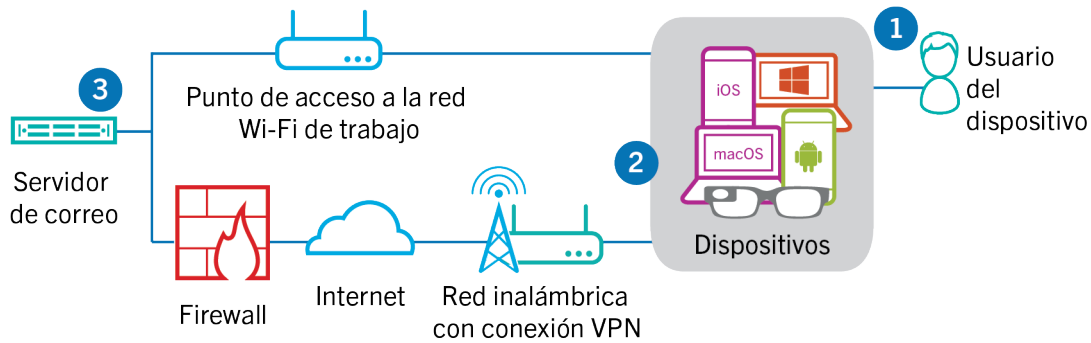 1
Usuario
del
dispositivo
iOS
macOS
2
Dispositivos
Punto de acceso a la red
Wi-Fi de trabajo
3
Servidor
de correo
Firewall
Internet
Red inalámbrica
con conexión VPN